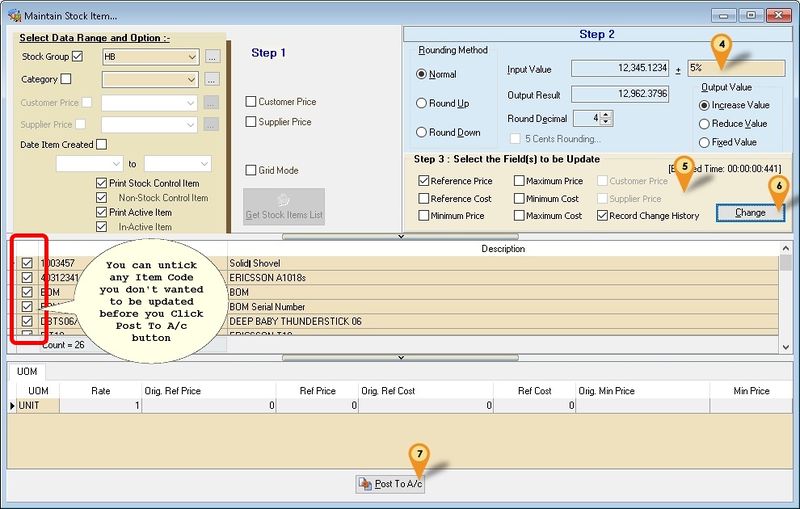 Maintain Stock Item...
Select Data Range and Option :-
Stock Group
HB
...
Category
...
Customer Price
...
Supplier Price
...
Date Item Created
to
Print Stock Control Item
Non-Stock Control Item
Print Active Item
In-Active Item
Step 1
Customer Price
Supplier Price
Grid Mode
Get Stock Items List
Step 2
Rounding Method
Normal
Round Up
Round Down
Input Value 12,345.1234 + 5%
4
Output Result 12,962.3796
Round Decimal 4
5 Cents Rounding...
Output Value
Increase Value
Reduce Value
Fixed Value
Step 3 : Select the Field(s) to be Update
Time: 00:00:00:441]
5
Reference Price Maximum Price Customer Price
Reference Cost Minimum Cost Supplier Price
Minimum Price Maximum Cost Record Change History
6
Change
Description
1003457 Solid Shovel
40312341 ERICSSON A1018s
BOM BOM
BOM Serial Number
DBTS06/ DEEP BABY THUNDERSTICK 06
Count = 26
You can untick
any Item Code
you don't wanted
to be updated
before you Click
Post To A/c
button
UOM
UOM Rate Orig. Ref Price Ref Price Orig. Ref Cost Ref Cost Orig. Min Price Min Price
UNIT 1 0 0 0 0
7
Post To A/c